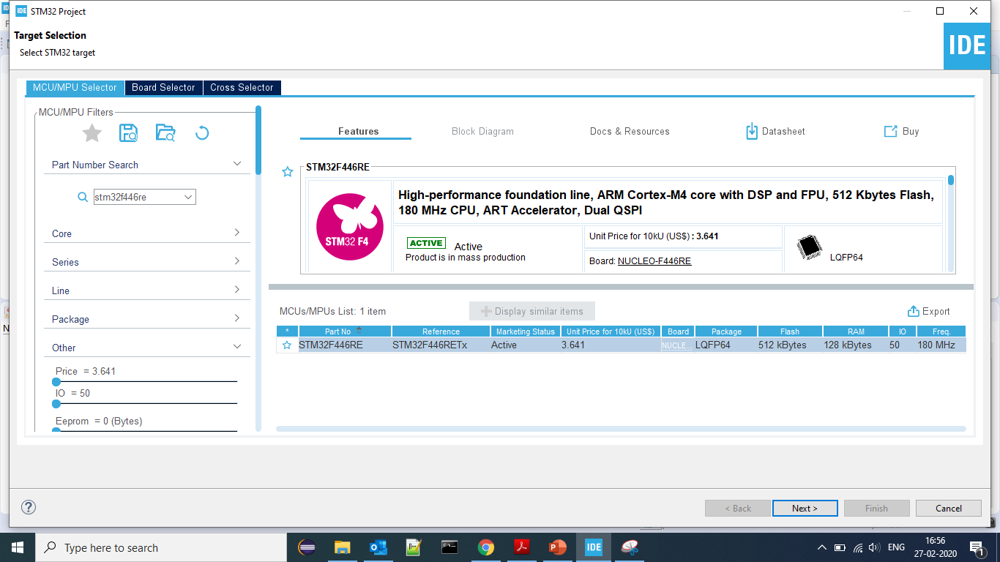 IDE STM32 Project
Target Selection
Select STM32 target
IDE
MCU/MPU Selector Board Selector Cross Selector
MCU/MPU Filters
Part Number Search
stm32f446re
Core
Series
Line
Package
Other
Price = 3.641
IO = 50
Eeprom = 0 (Bytes)
Features Block Diagram Docs & Resources Datasheet Buy
STM32F446RE
STM32 F4
High-performance foundation line, ARM Cortex-M4 core with DSP and FPU, 512 Kbytes Flash,
180 MHz CPU, ART Accelerator, Dual QSPI
ACTIVE Active
Product is in mass production
Unit Price for 10kU (US$) : 3.641
Board: NUCLEO-F446RE
LQFP64
MCUs/MPUs List: 1 item Display similar items Export
* Part No Reference Marketing Status Unit Price for 10kU (US$) Board Package Flash RAM IO Freq.
STM32F446RE STM32F446RETx Active 3.641 NUCLE... LQFP64 512 kBytes 128 kBytes 50 180 MHz
? < Back Next > Finish Cancel
Type here to search
IDE
ENG
16:56
27-02-2020
1